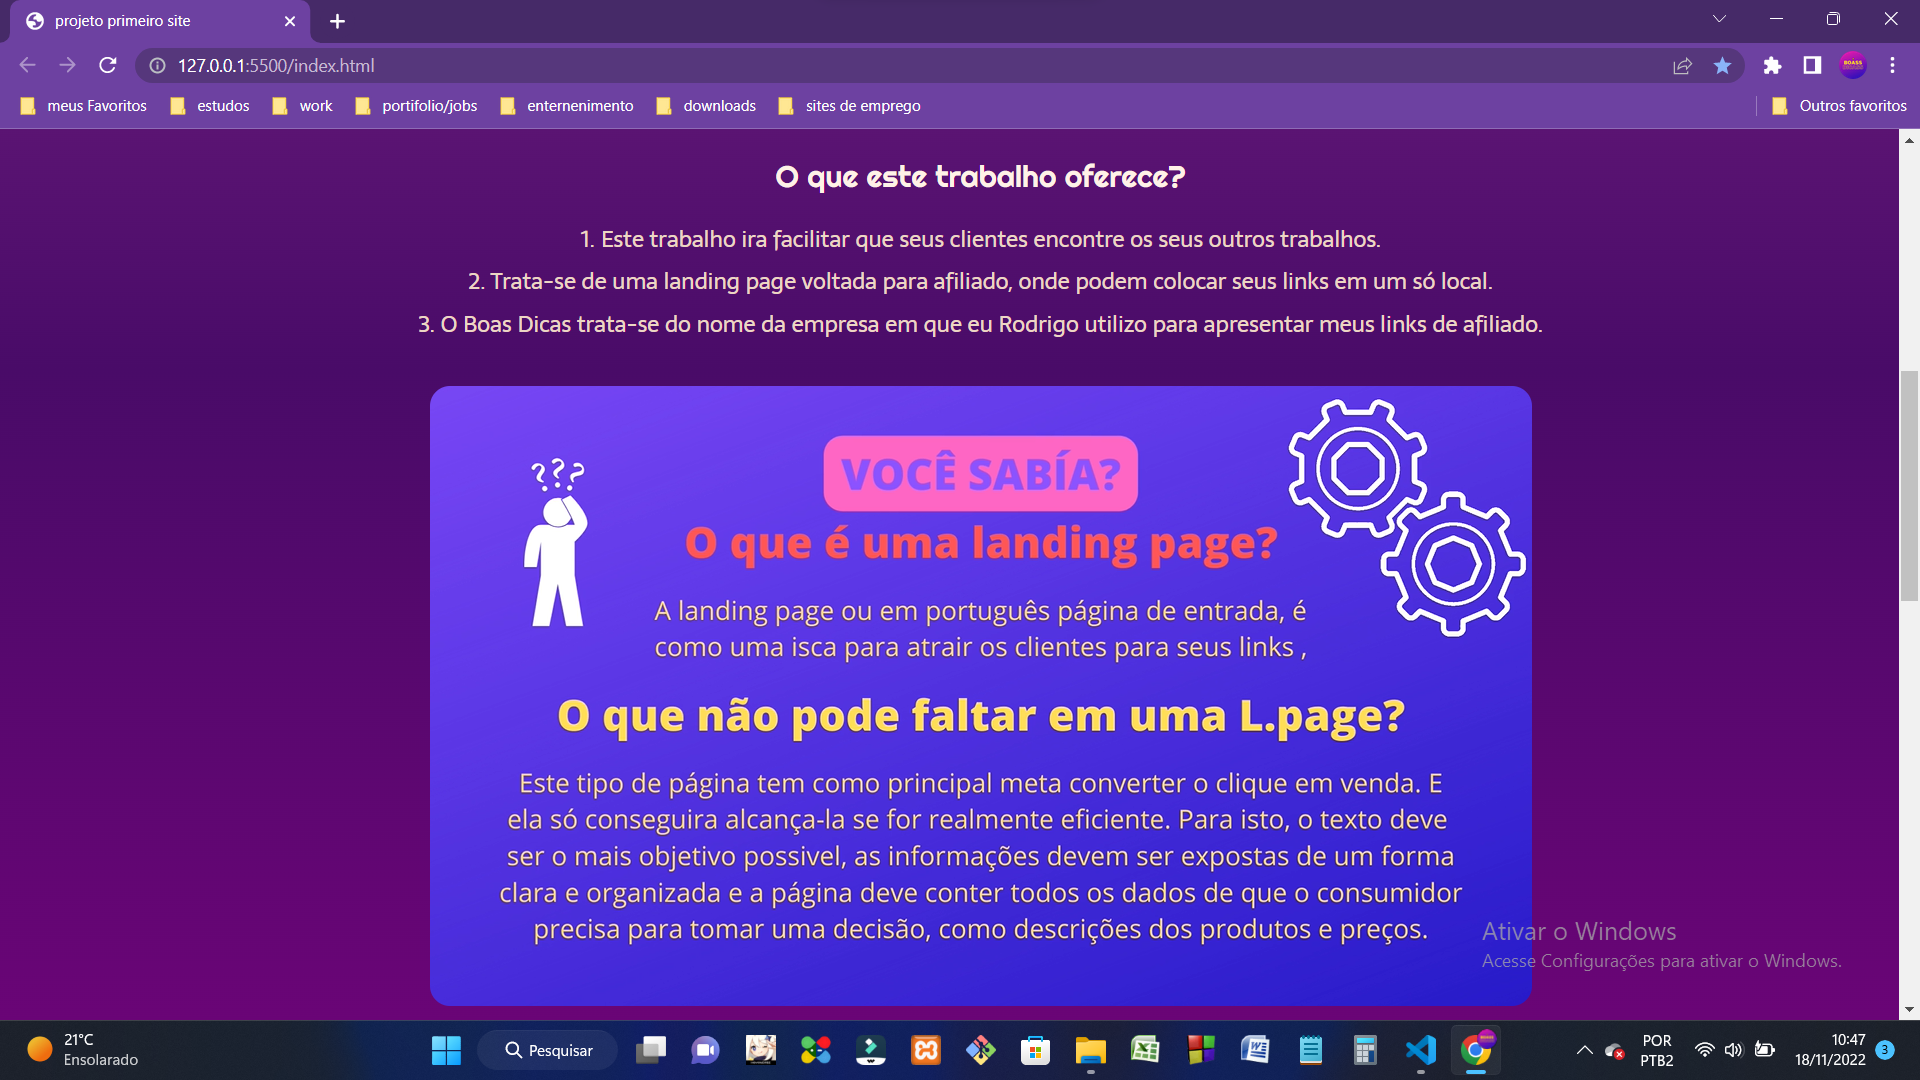 projeto primeiro site
127.0.0.1:5500/index.html
meus Favoritos
estudos
work
portifolio/jobs
enternenimento
downloads
sites de emprego
Outros favoritos
O que este trabalho oferece?
1. Este trabalho ira facilitar que seus clientes encontre os seus outros trabalhos.
2. Trata-se de uma landing page voltada para afiliado, onde podem colocar seus links em um só local.
3. O Boas Dicas trata-se do nome da empresa em que eu Rodrigo utilizo para apresentar meus links de afiliado.
???
VOCÊ SABÍA?
O que é uma landing page?
A landing page ou em português página de entrada, é
como uma isca para atrair os clientes para seus links ,
O que não pode faltar em uma L.page?
Este tipo de página tem como principal meta converter o clique em venda. E
ela só conseguira alcança-la se for realmente eficiente. Para isto, o texto deve
ser o mais objetivo possivel, as informações devem ser expostas de um forma
clara e organizada e a página deve conter todos os dados de que o consumidor
precisa para tomar uma decisão, como descrições dos produtos e preços.
Ativar o Windows
Acesse Configurações para ativar o Windows.
21°C
Ensolarado
Pesquisar
POR
PTB2
10:47
18/11/2022
3